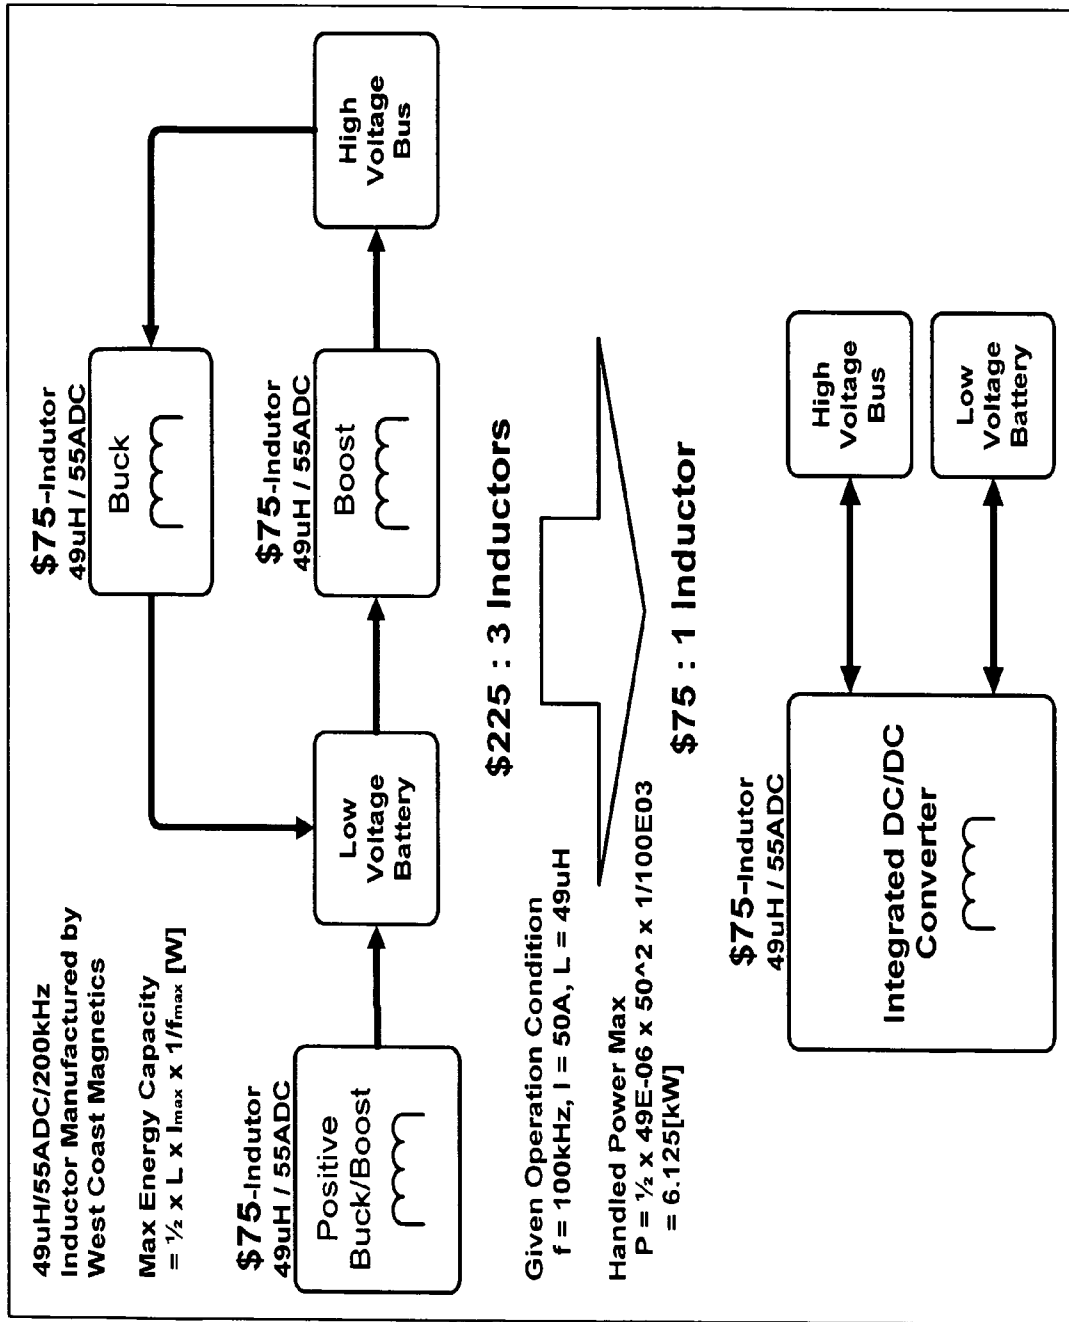 49uH/55ADC/200kHz
Inductor Manufactured by
West Coast Magnetics
Max Energy Capacity
= ½ x L x Imax x 1/fmax [W]
$75-Indutor
49uH / 55ADC
Positive
Buck/Boost
Low
Voltage
Battery
$75-Indutor
49uH / 55ADC
Buck
$75-Indutor
49uH / 55ADC
Boost
High
Voltage
Bus
$225 : 3 Inductors
$75 : 1 Inductor
Given Operation Condition
f = 100kHz, I = 50A, L = 49uH
Handled Power Max
P = ½ x 49E-06 x 50^2 x 1/100E03
= 6.125[kW]
$75-Indutor
49uH / 55ADC
Integrated DC/DC
Converter
High
Voltage
Bus
Low
Voltage
Battery